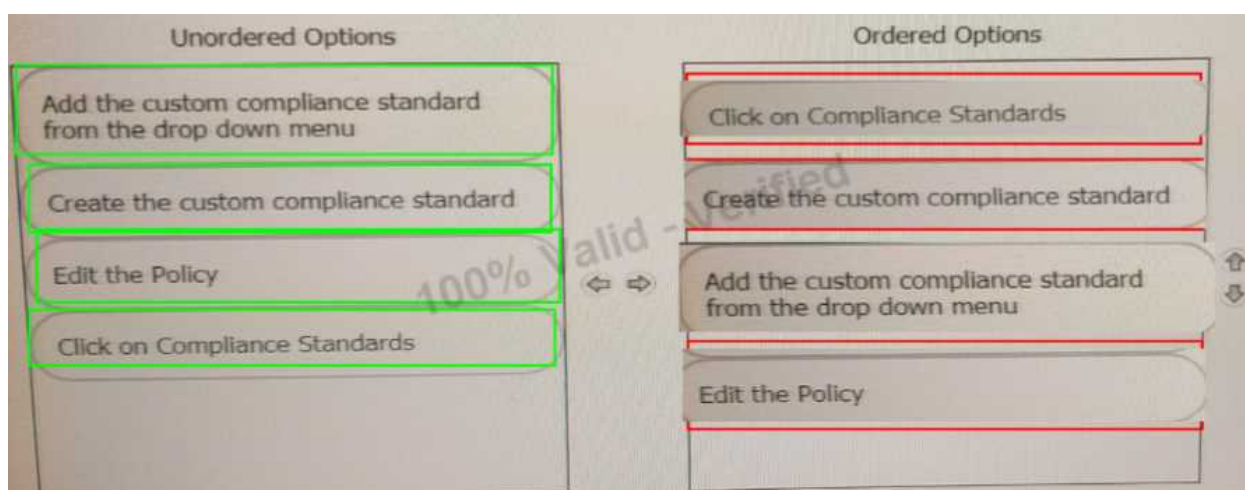 Unordered Options
Add the custom compliance standard
from the drop down menu
Create the custom compliance standard
Edit the Policy
Click on Compliance Standards
Ordered Options
Click on Compliance Standards
Create the custom compliance standard
Add the custom compliance standard
from the drop down menu
Edit the Policy
100% Valid - Verified